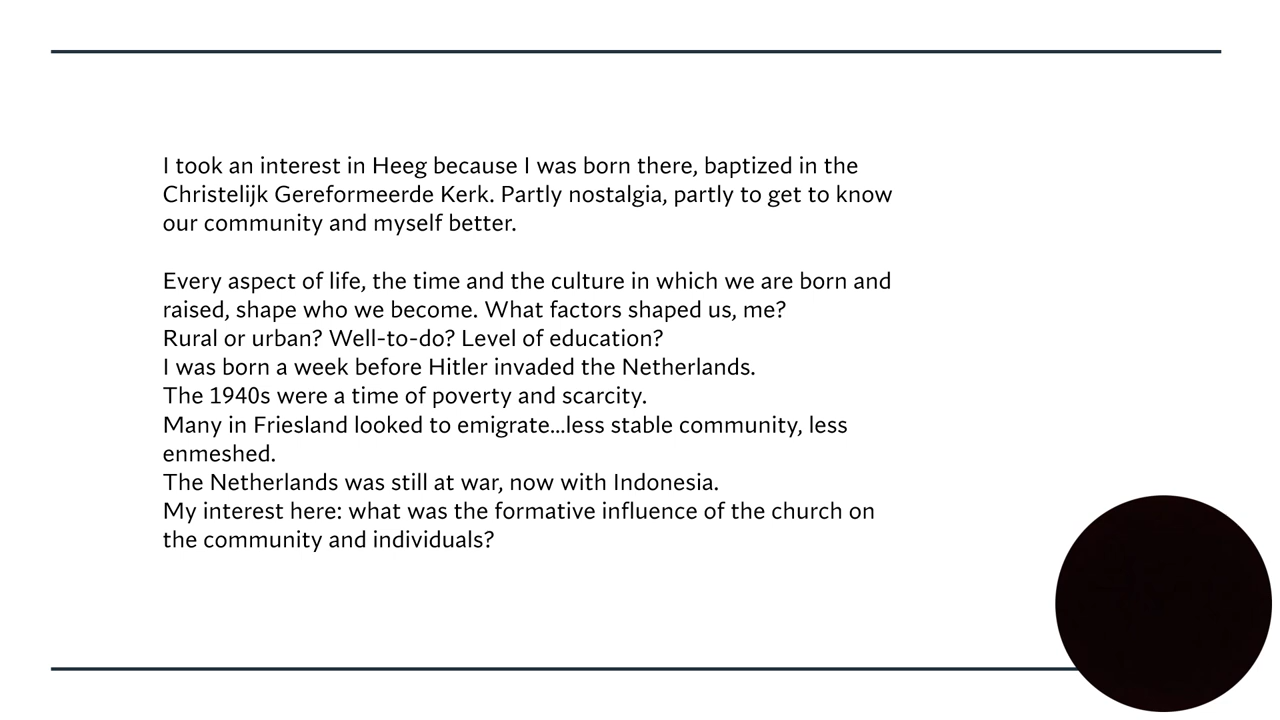 I took an interest in Heeg because I was born there, baptized in the
Christelijk Gereformeerde Kerk. Partly nostalgia, partly to get to know
our community and myself better.
Every aspect of life, the time and the culture in which we are born and
raised, shape who we become. What factors shaped us, me?
Rural or urban? Well-to-do? Level of education?
I was born a week before Hitler invaded the Netherlands.
The 1940s were a time of poverty and scarcity.
Many in Friesland looked to emigrate...less stable community, less
enmeshed.
The Netherlands was still at war, now with Indonesia.
My interest here: what was the formative influence of the church on
the community and individuals?